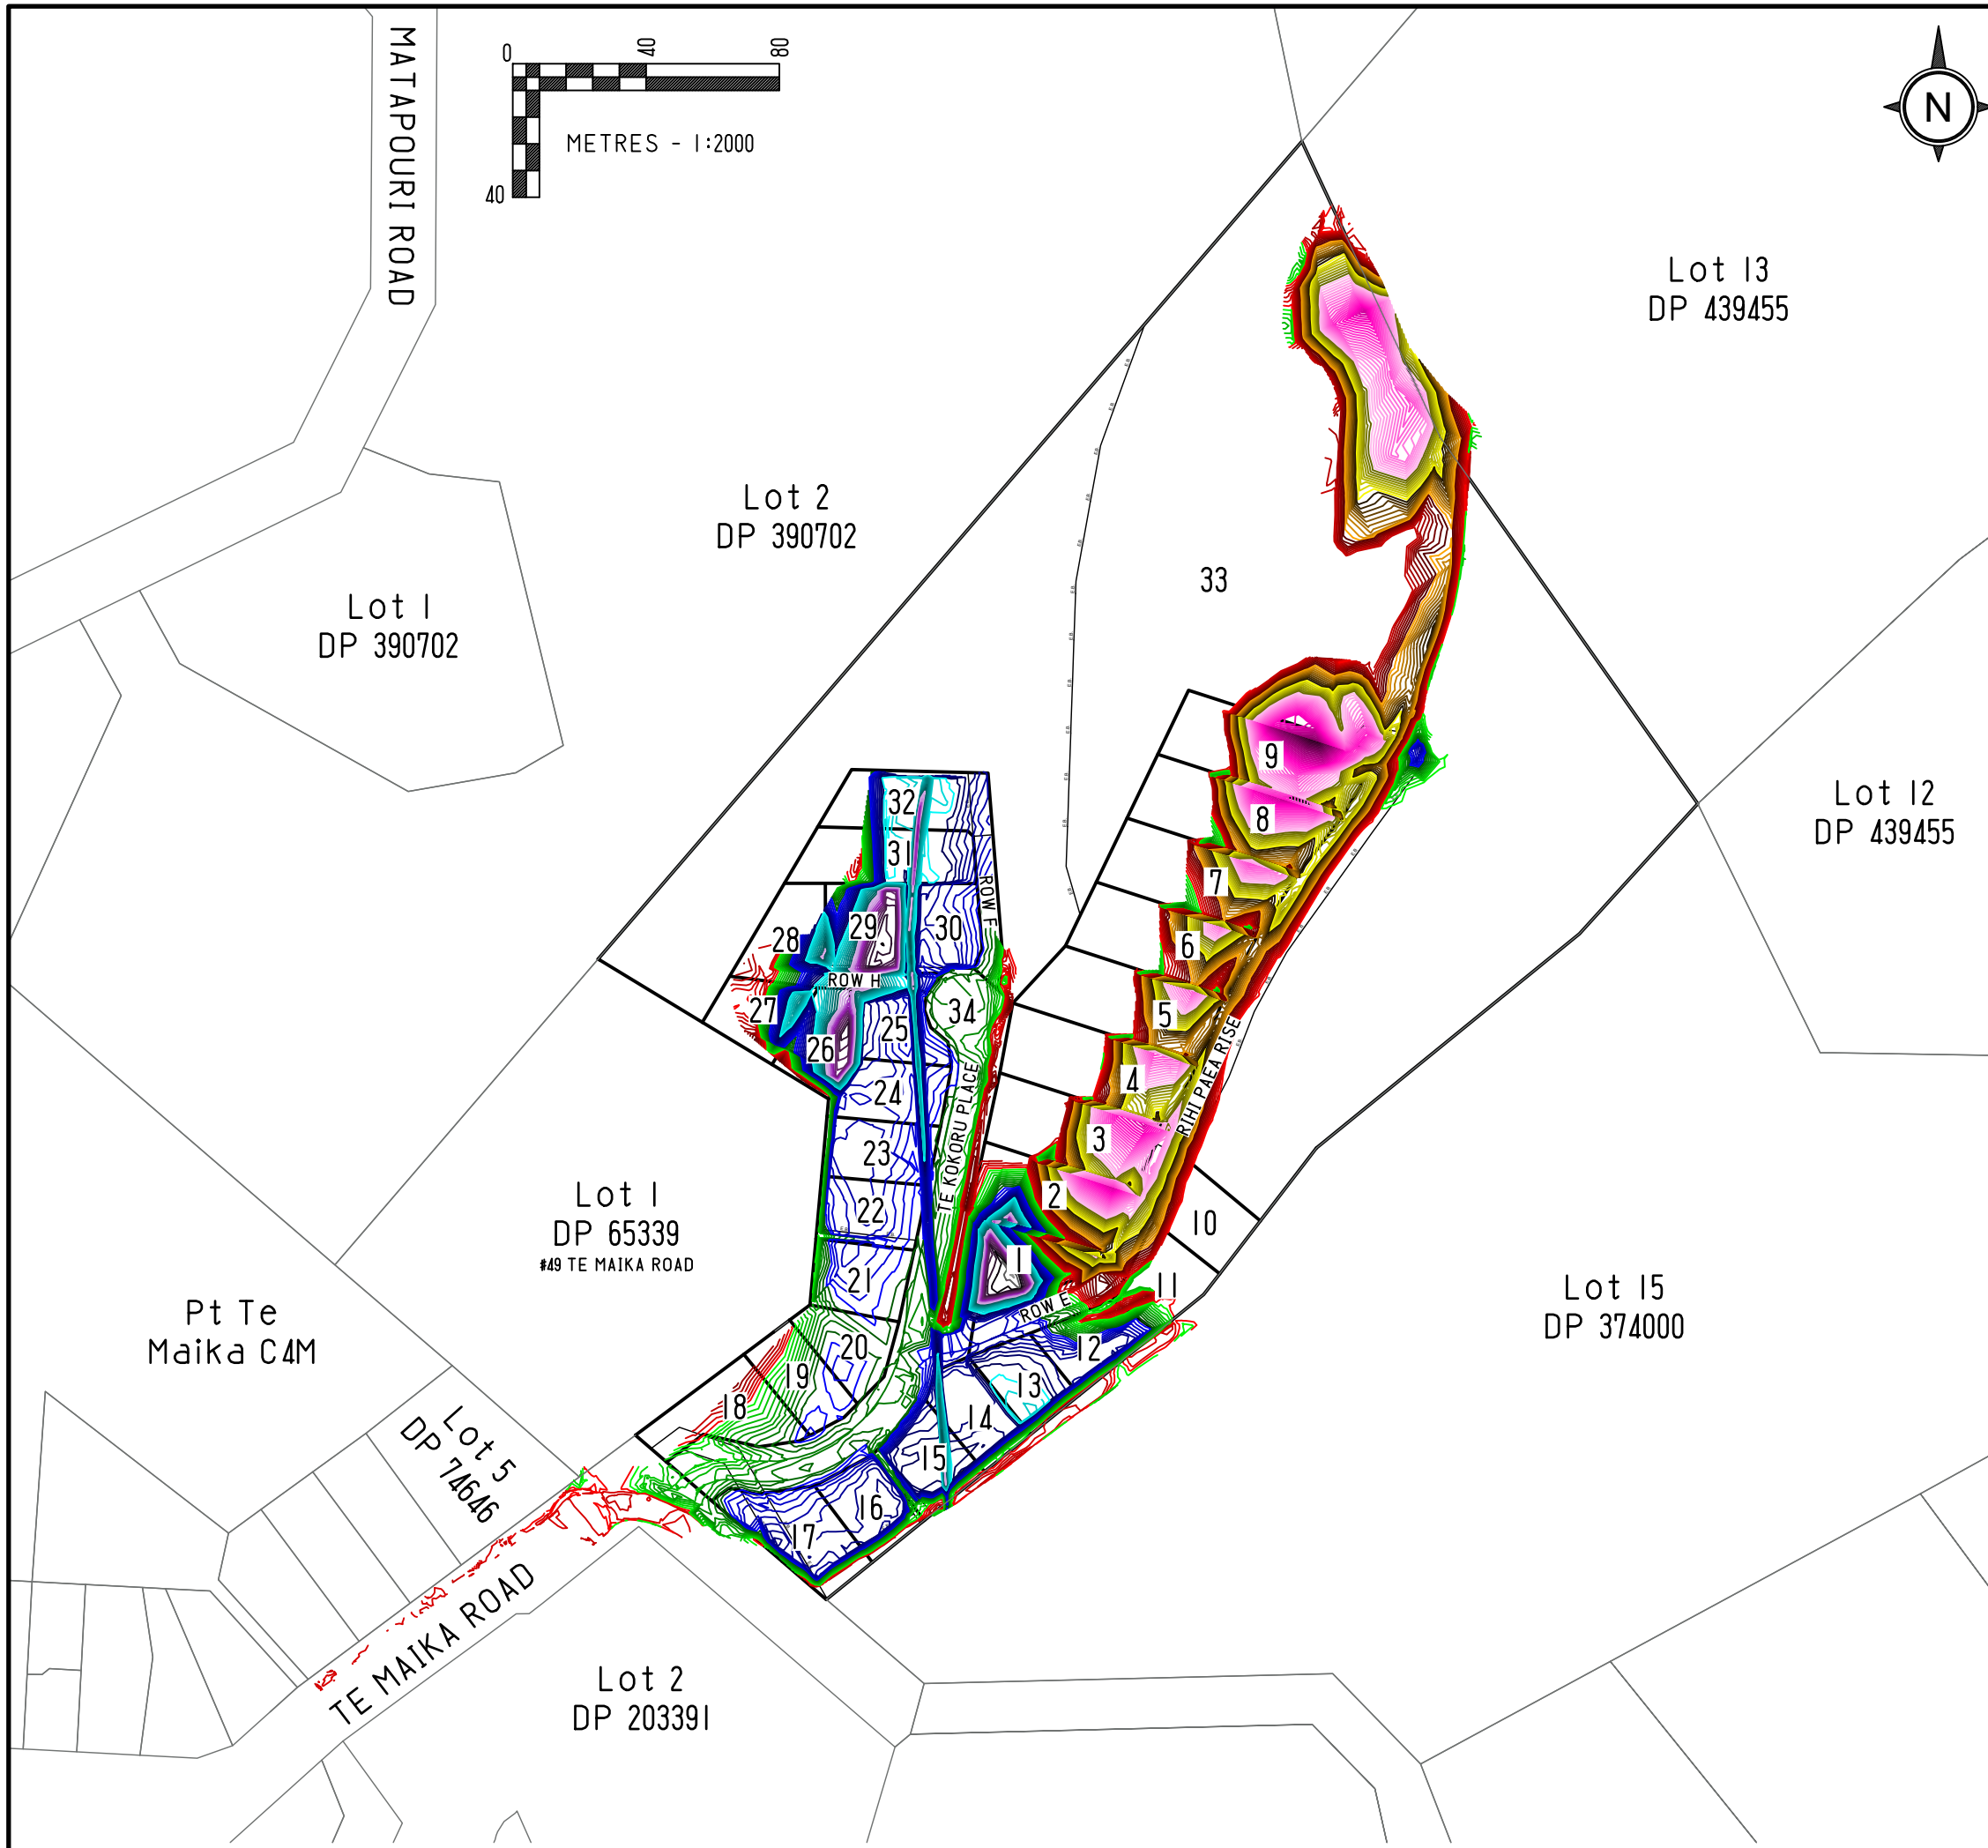 MATAPOURI ROAD
0
40
80
METRES - 1:2000
40
N
Lot 13
DP 439455
Lot 2
DP 390702
33
Lot 1
DP 390702
9
8
7
6
5
4
3
2
1
Lot 12
DP 439455
32
31
ROW F
30
29
28
ROW H
27
26
25
34
24
23
22
21
20
19
18
TE KOKORU PLACE
RIHI PAEA RISE
10
11
ROW E
12
13
14
15
16
17
Lot 1
DP 65339
#49 TE MAIKA ROAD
Pt Te
Maika C4M
Lot 15
DP 374000
Lot 5
DP 74646
TE MAIKA ROAD
Lot 2
DP 203391